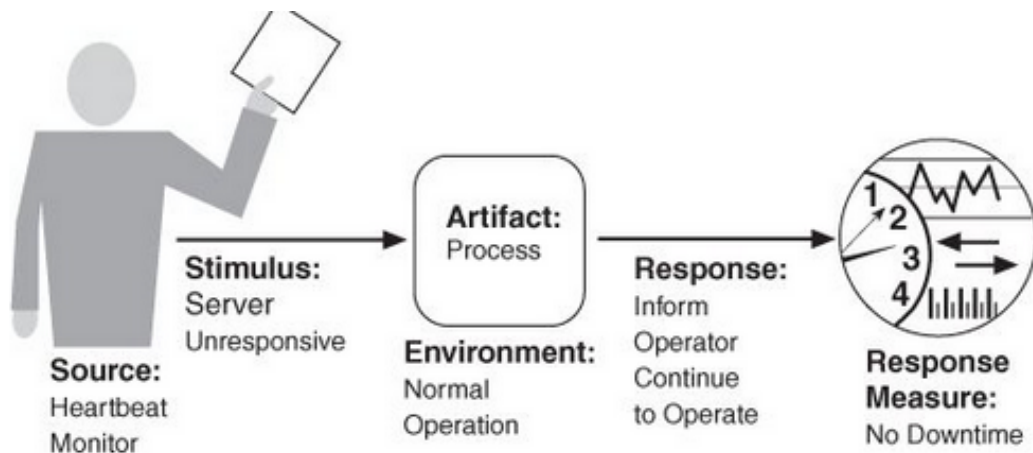 Source:
Heartbeat
Monitor
Stimulus:
Server
Unresponsive
Artifact:
Process
Environment:
Normal
Operation
Response:
Inform
Operator
Continue
to Operate
1
2
3
4
Response
Measure:
No Downtime